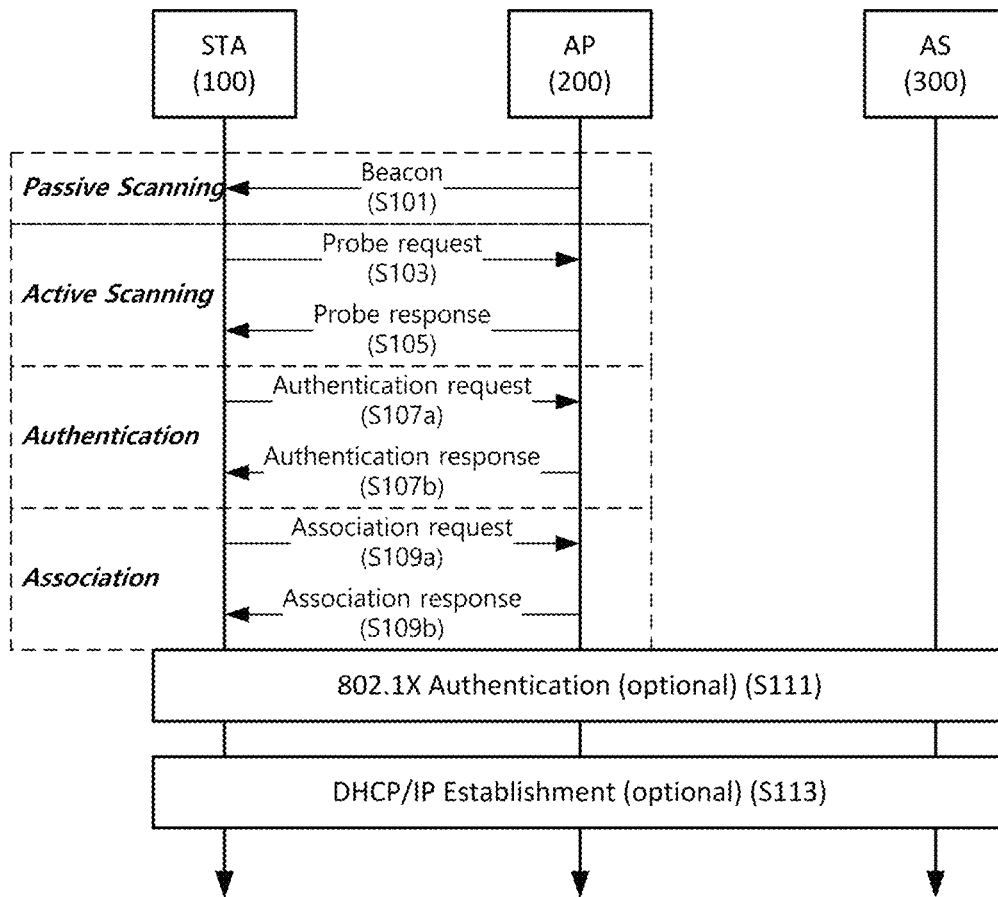 STA
(100)
AP
(200)
AS
(300)
Passive Scanning
Beacon
(S101)
Active Scanning
Probe request
(S103)
Probe response
(S105)
Authentication
Authentication request
(S107a)
Authentication response
(S107b)
Association
Association request
(S109a)
Association response
(S109b)
802.1X Authentication (optional) (S111)
DHCP/IP Establishment (optional) (S113)